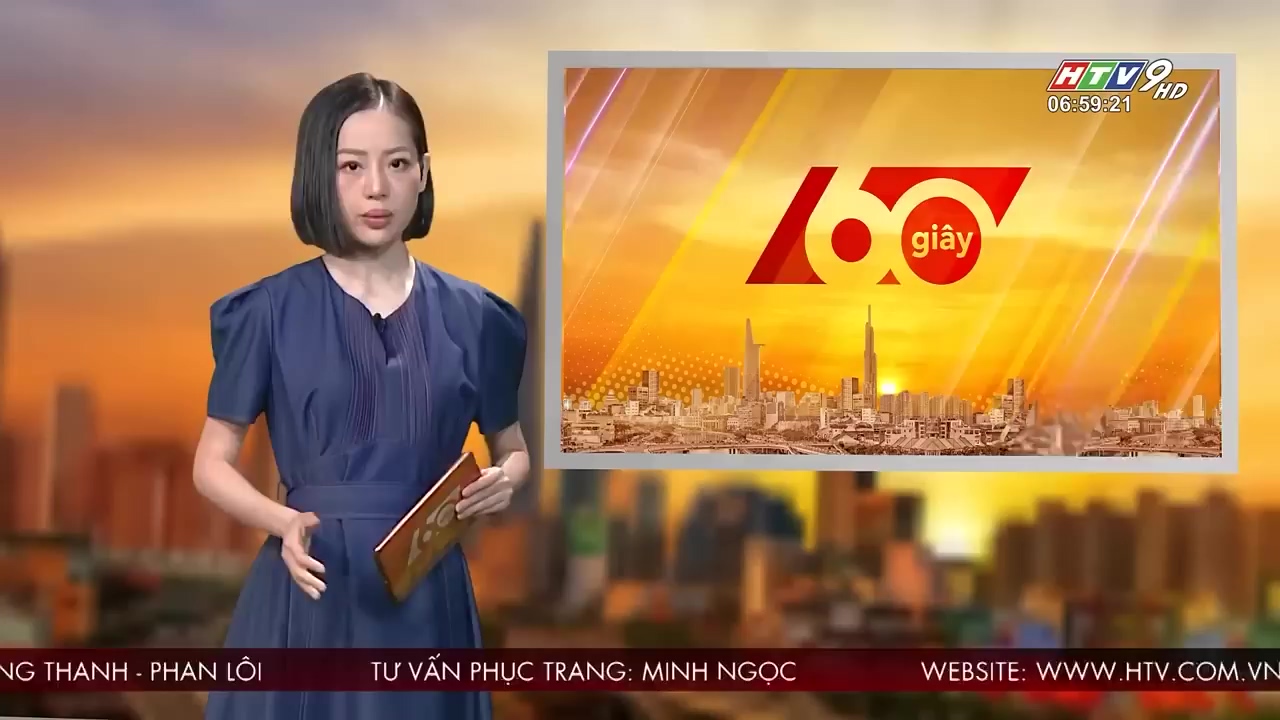 HTV9 HD
06:59:21
60 giây
60
NG THANH - PHAN LÔI TƯ VẤN PHỤC TRANG: MINH NGỌC WEBSITE: WWW.HTV.COM.VN